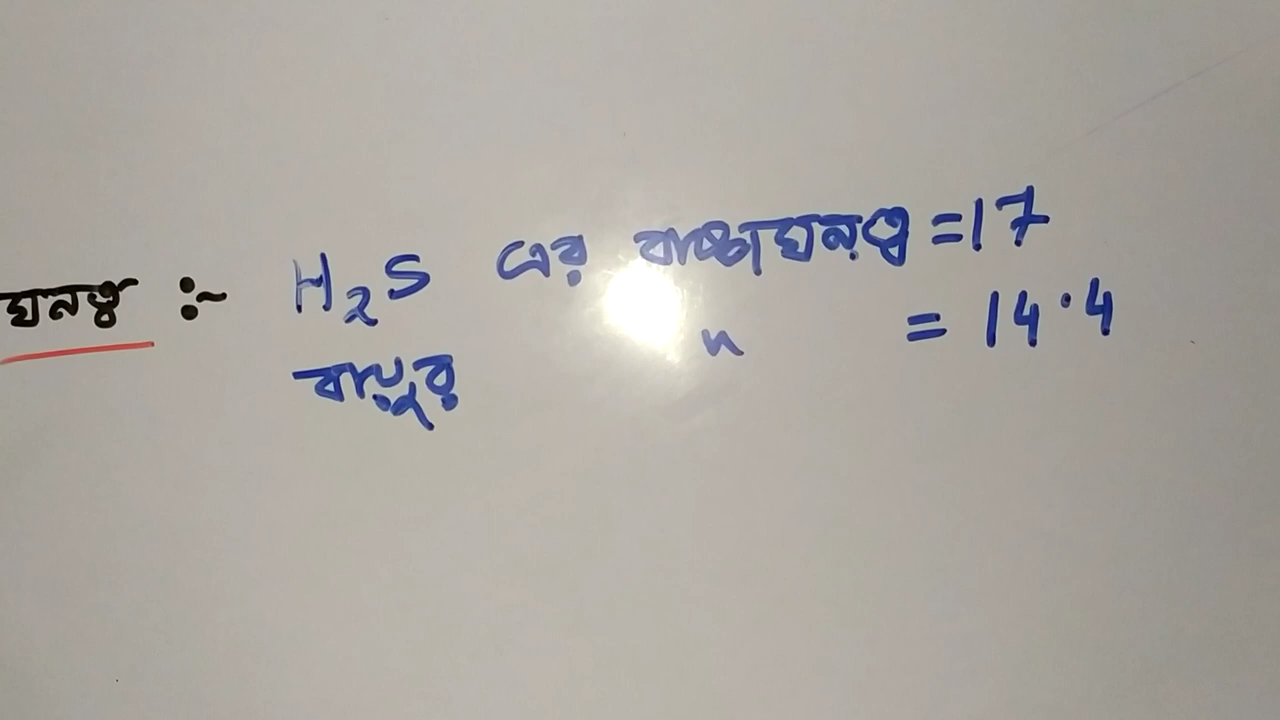 ঘনত্ব :- H₂S এর বাষ্পঘনত্ব = 17
বায়ুর " = 14.4